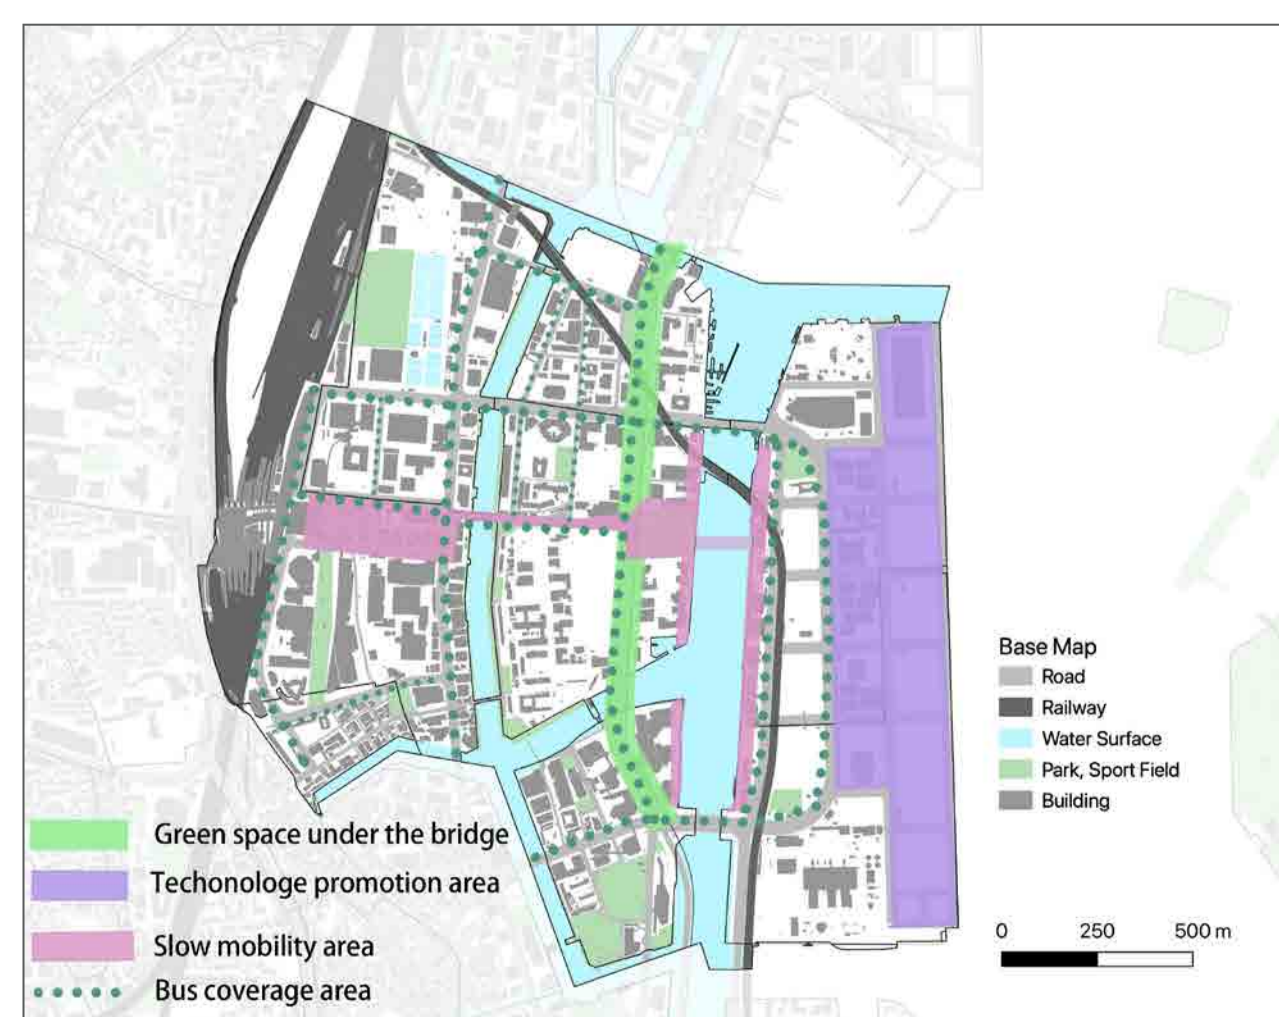 Base Map
Road
Railway
Water Surface
Park, Sport Field
Building
Green space under the bridge
Techonologe promotion area
Slow mobility area
Bus coverage area
0 250 500 m